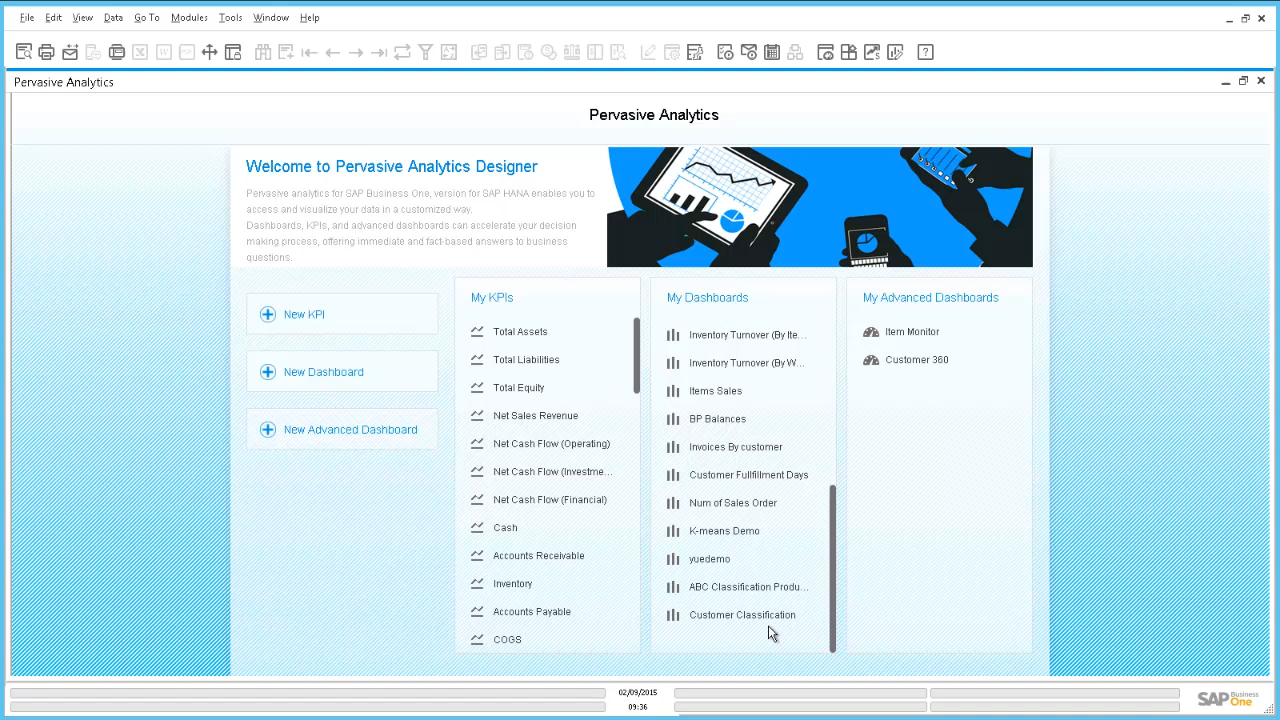 File Edit View Data Go To Modules Tools Window Help
Pervasive Analytics
Pervasive Analytics
Welcome to Pervasive Analytics Designer
Pervasive analytics for SAP Business One, version for SAP HANA enables you to
access and visualize your data in a customized way.
Dashboards, KPIs, and advanced dashboards can accelerate your decision
making process, offering immediate and fact-based answers to business
questions.
New KPI
New Dashboard
New Advanced Dashboard
My KPIs
Total Assets
Total Liabilities
Total Equity
Net Sales Revenue
Net Cash Flow (Operating)
Net Cash Flow (Investme...
Net Cash Flow (Financial)
Cash
Accounts Receivable
Inventory
Accounts Payable
COGS
My Dashboards
Inventory Turnover (By Ite...
Inventory Turnover (By W...
Items Sales
BP Balances
Invoices By customer
Customer Fullfillment Days
Num of Sales Order
K-means Demo
yuedemo
ABC Classification Produ...
Customer Classification
My Advanced Dashboards
Item Monitor
Customer 360
02/09/2015
09:36
SAP Business One